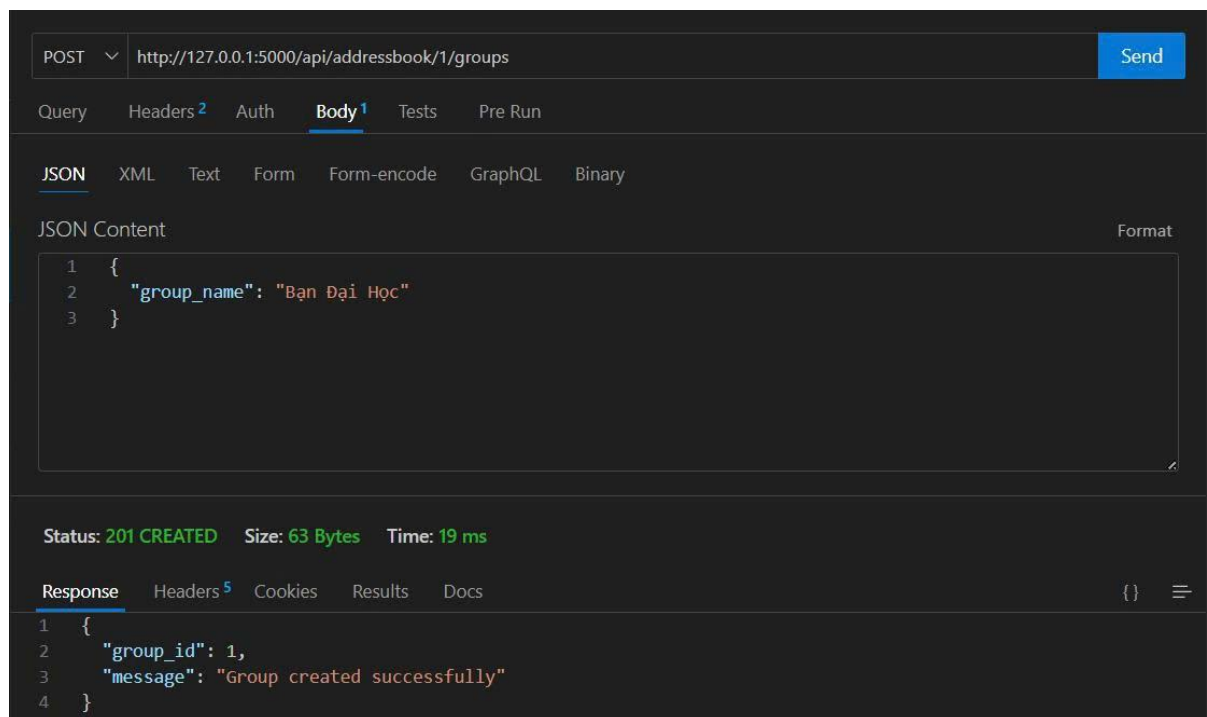 POST http://127.0.0.1:5000/api/addressbook/1/groups Send
Query Headers 2 Auth Body 1 Tests Pre Run
JSON XML Text Form Form-encode GraphQL Binary
JSON Content Format
1 {
2 "group_name": "Bạn Đại Học"
3 }
Status: 201 CREATED Size: 63 Bytes Time: 19 ms
Response Headers 5 Cookies Results Docs {}
1 {
2 "group_id": 1,
3 "message": "Group created successfully"
4 }